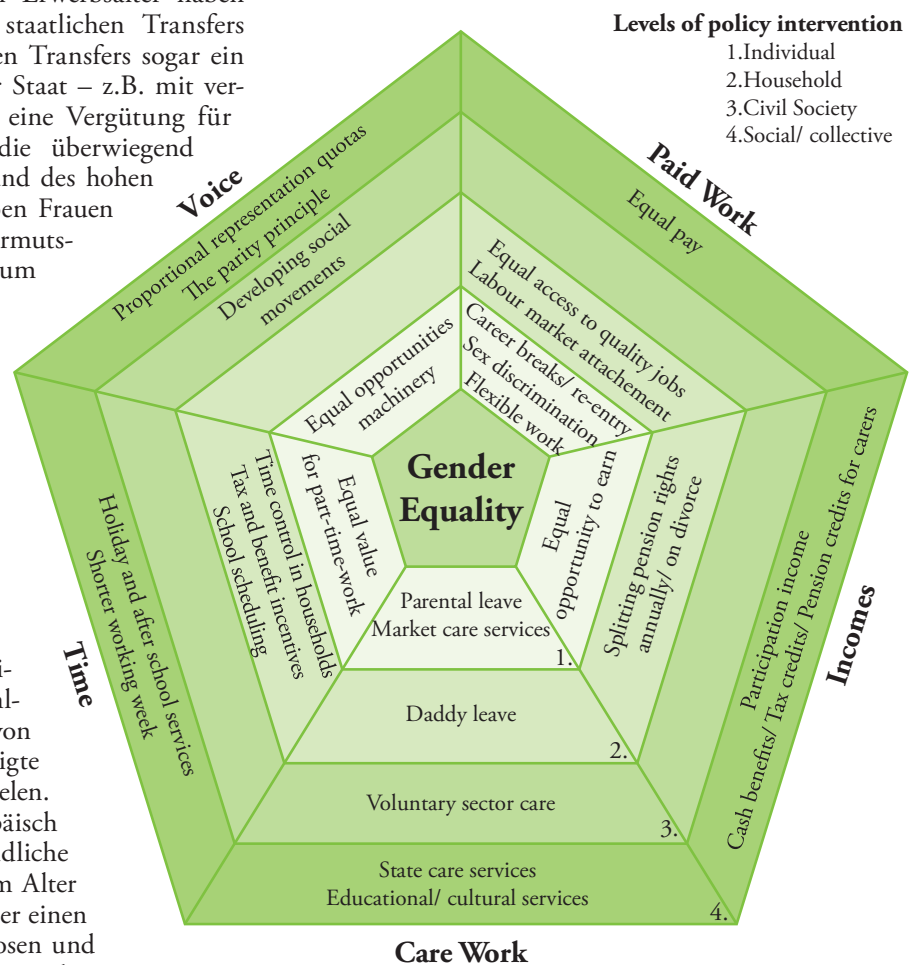 Erwerbsalter haben
staatlichen Transfers
en Transfers sogar ein
r Staat – z.B. mit ver-
eine Vergütung für
die überwiegend
und des hohen
ben Frauen
rmuts-
um
Levels of policy intervention
1.Individual
2.Household
3.Civil Society
4.Social/ collective
Voice
Proportional representation quotas
The parity principle
Developing social
movements
Equal opportunities
machinery
Paid Work
Equal pay
Equal access to quality jobs
Labour market attachement
Career breaks/ re-entry
Sex discrimination
Flexible work
Gender
Equality
Time
Holiday and after school services
Shorter working week
Time control in households
Tax and benefit incentives
School scheduling
Equal value
for part-time-work
Equal
opportunity to earn
Splitting pension rights
annually/ on divorce
Participation income
Cash benefits/ Tax credits/ Pension credits for carers
Incomes
Parental leave
Market care services
1.
Daddy leave
2.
Voluntary sector care
3.
State care services
Educational/ cultural services
4.
Care Work
i-
l-
von
igte
elen.
päisch
dliche
m Alter
er einen
osen und